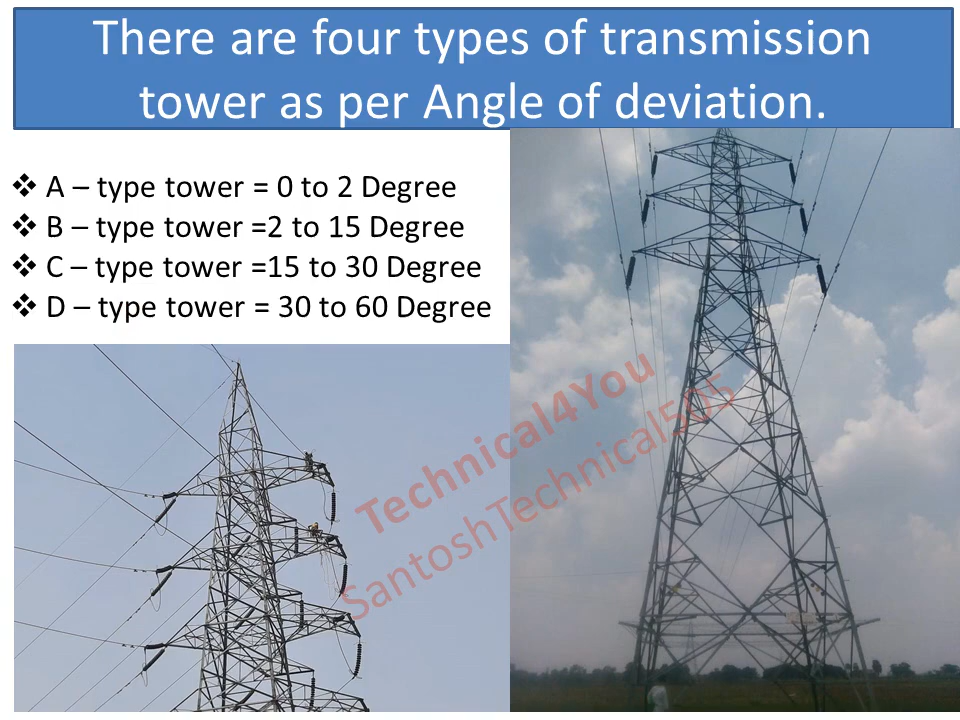 There are four types of transmission
tower as per Angle of deviation.
❖ A – type tower = 0 to 2 Degree
❖ B – type tower =2 to 15 Degree
❖ C – type tower =15 to 30 Degree
❖ D – type tower = 30 to 60 Degree
Technical4You
SantoshTechnical505